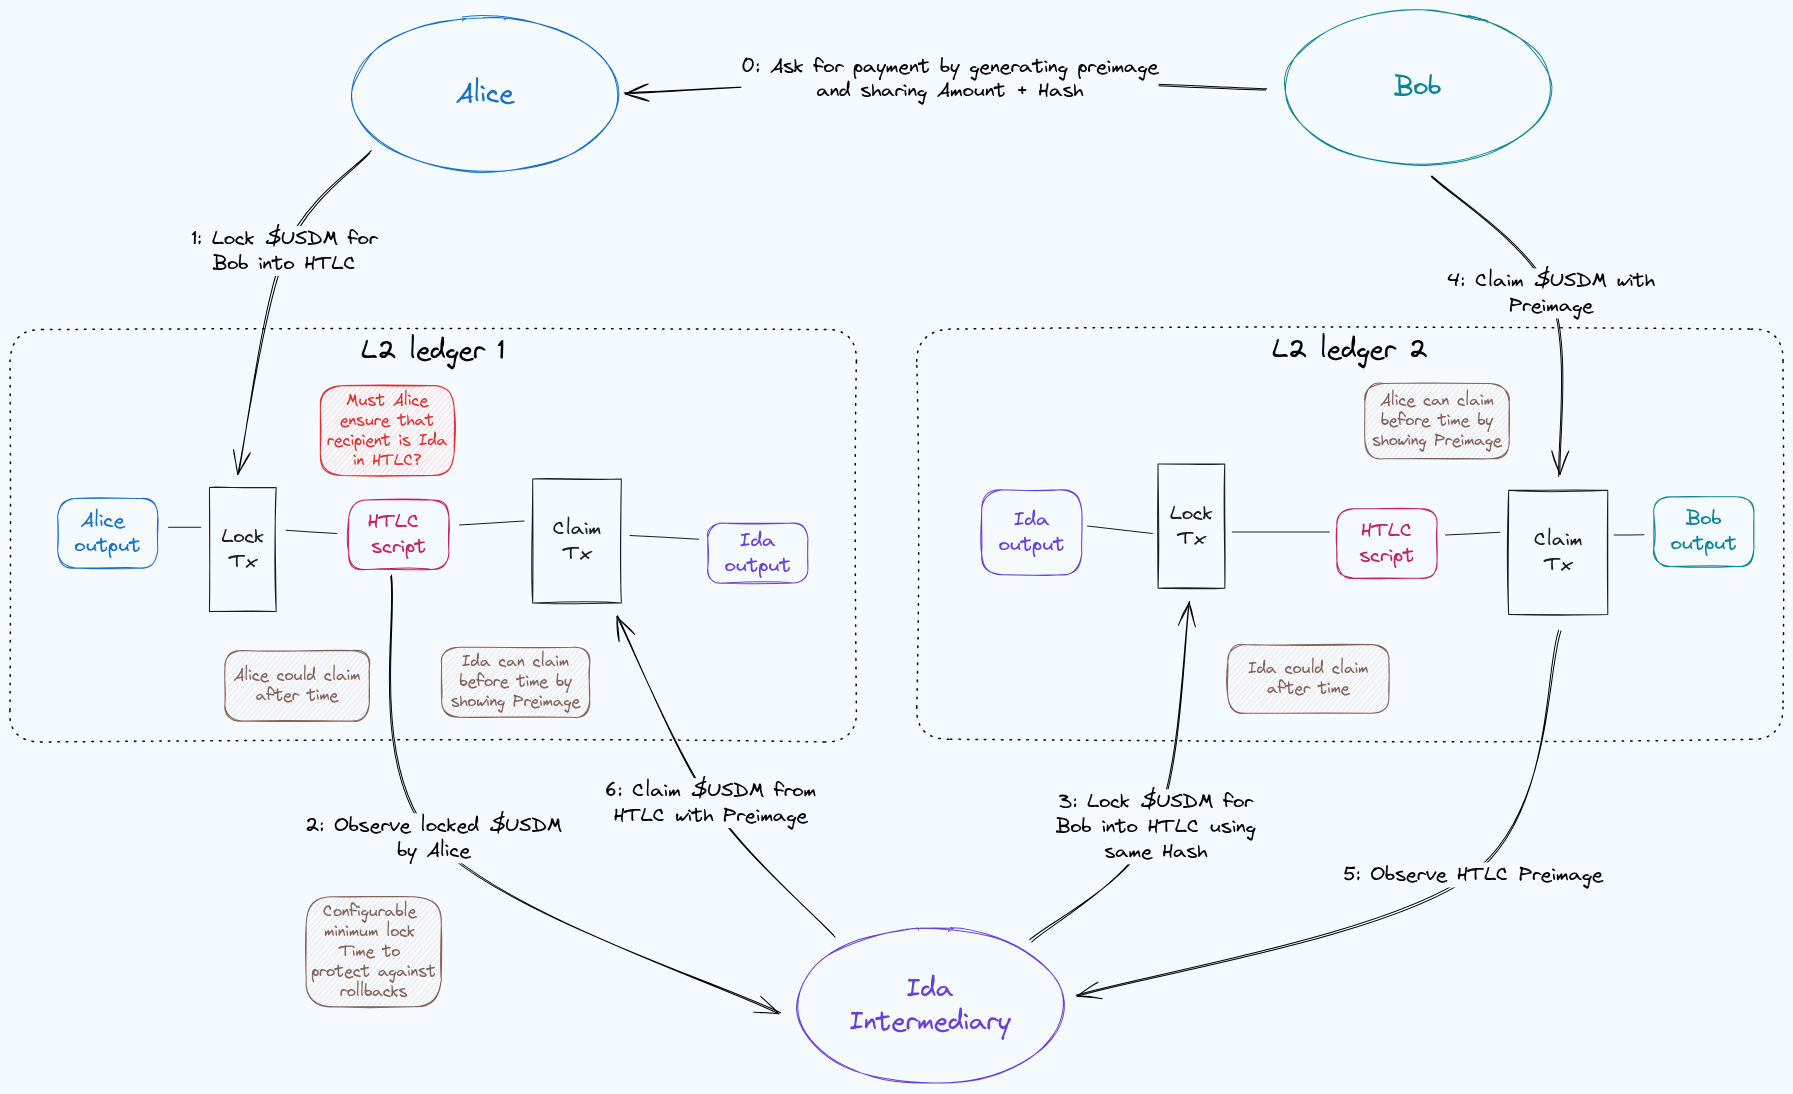 Alice
0: Ask for payment by generating preimage
and sharing Amount + Hash
Bob
1: Lock $USDM for
Bob into HTLC
4: Claim $USDM with
Preimage
L2 ledger 1
Must Alice
ensure that
recipient is Ida
in HTLC?
Alice
output
Lock
Tx
HTLC
script
Claim
Tx
Ida
output
Alice could claim
after time
Ida can claim
before time by
showing Preimage
L2 ledger 2
Alice can claim
before time by
showing Preimage
Ida
output
Lock
Tx
HTLC
script
Claim
Tx
Bob
output
Ida could claim
after time
2: Observe locked $USDM
by Alice
6: Claim $USDM from
HTLC with Preimage
3: Lock $USDM for
Bob into HTLC using
same Hash
5: Observe HTLC Preimage
Configurable
minimum lock
Time to
protect against
rollbacks
Ida
Intermediary